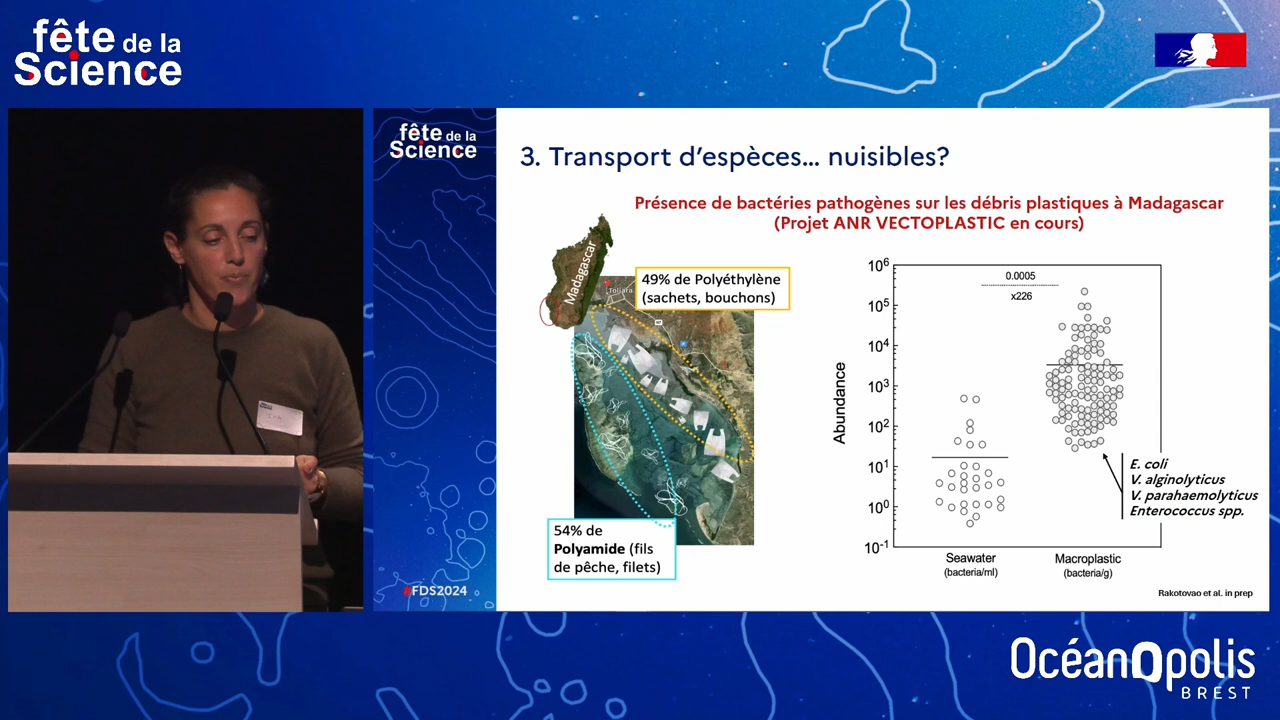 fête de la
Science
fête de la
Science
3. Transport d'espèces... nuisibles?
Présence de bactéries pathogènes sur les débris plastiques à Madagascar
(Projet ANR VECTOPLASTIC en cours)
Madagascar
Toliara
49% de Polyéthylène
(sachets, bouchons)
54% de
Polyamide (fils
de pêche, filets)
Abundance
10⁶
10⁵
10⁴
10³
10²
10¹
10⁰
10⁻¹
0.0005
x226
E. coli
V. alginolyticus
V. parahaemolyticus
Enterococcus spp.
Seawater
(bacteria/ml)
Macroplastic
(bacteria/g)
Rakotovao et al. in prep
#FDS2024
OcéanOpolis
BREST